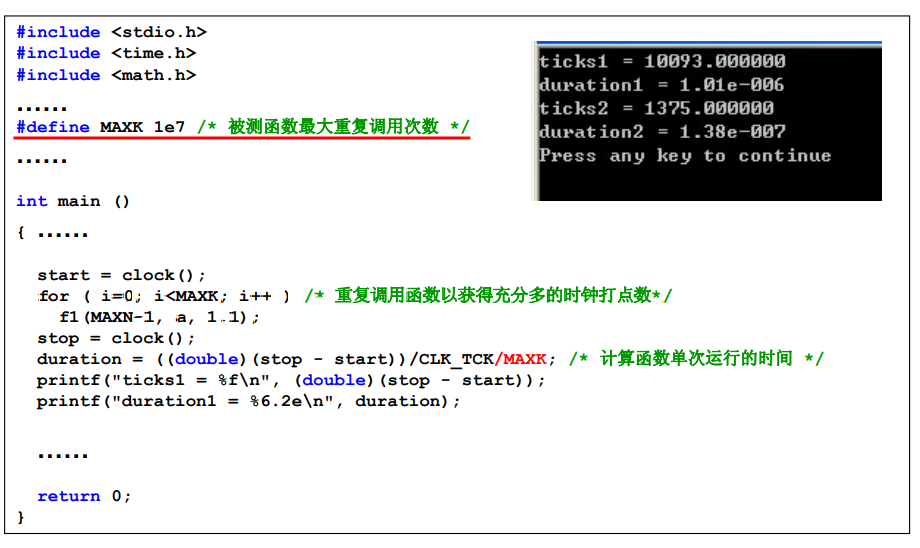 #include <stdio.h>
#include <time.h>
#include <math.h>
......
#define MAXK 1e7 /* 被测函数最大重复调用次数 */
......
int main ()
{ ......
start = clock();
for ( i=0; i<MAXK; i++ ) /* 重复调用函数以获得充分多的时钟打点数*/
f1(MAXN-1, a, 1.1);
stop = clock();
duration = ((double)(stop - start))/CLK_TCK/MAXK; /* 计算函数单次运行的时间 */
printf("ticks1 = %f\n", (double)(stop - start));
printf("duration1 = %6.2e\n", duration);
......
return 0;
}
ticks1 = 10093.000000
duration1 = 1.01e-006
ticks2 = 1375.000000
duration2 = 1.38e-007
Press any key to continue